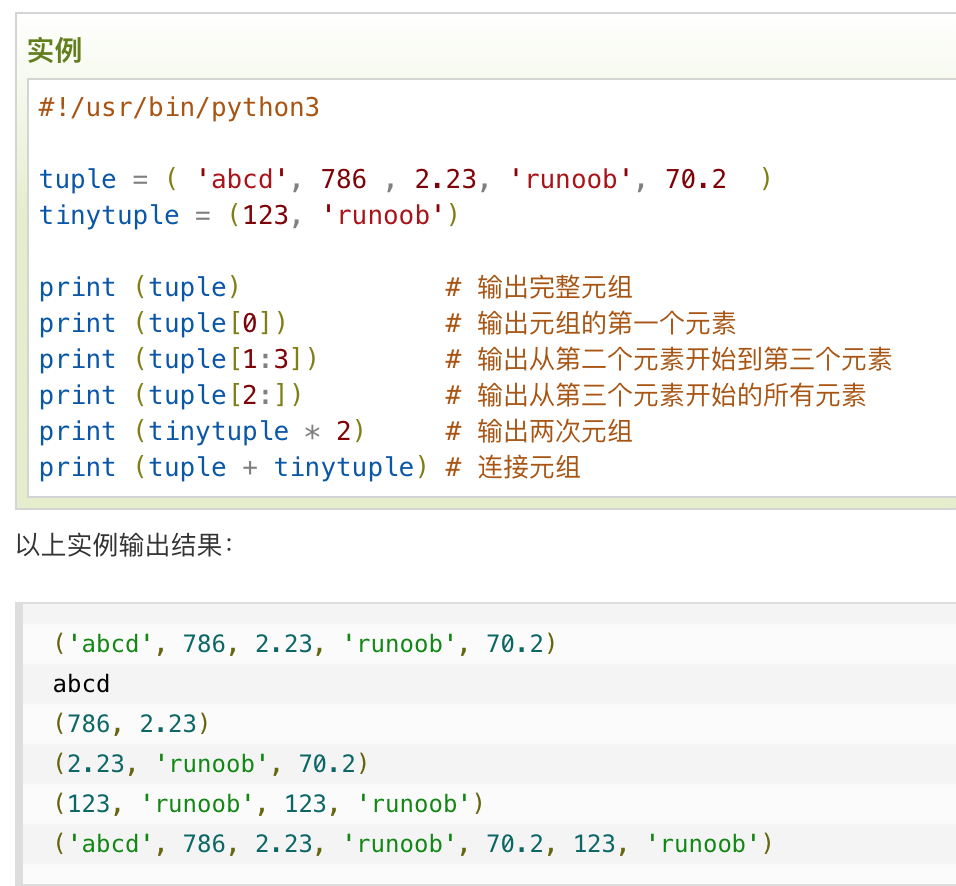 实例
#!/usr/bin/python3
tuple = ( 'abcd', 786 , 2.23, 'runoob', 70.2  )
tinytuple = (123, 'runoob')
print (tuple)             # 输出完整元组
print (tuple[0])          # 输出元组的第一个元素
print (tuple[1:3])        # 输出从第二个元素开始到第三个元素
print (tuple[2:])         # 输出从第三个元素开始的所有元素
print (tinytuple * 2)     # 输出两次元组
print (tuple + tinytuple) # 连接元组
以上实例输出结果：
('abcd', 786, 2.23, 'runoob', 70.2)
abcd
(786, 2.23)
(2.23, 'runoob', 70.2)
(123, 'runoob', 123, 'runoob')
('abcd', 786, 2.23, 'runoob', 70.2, 123, 'runoob')